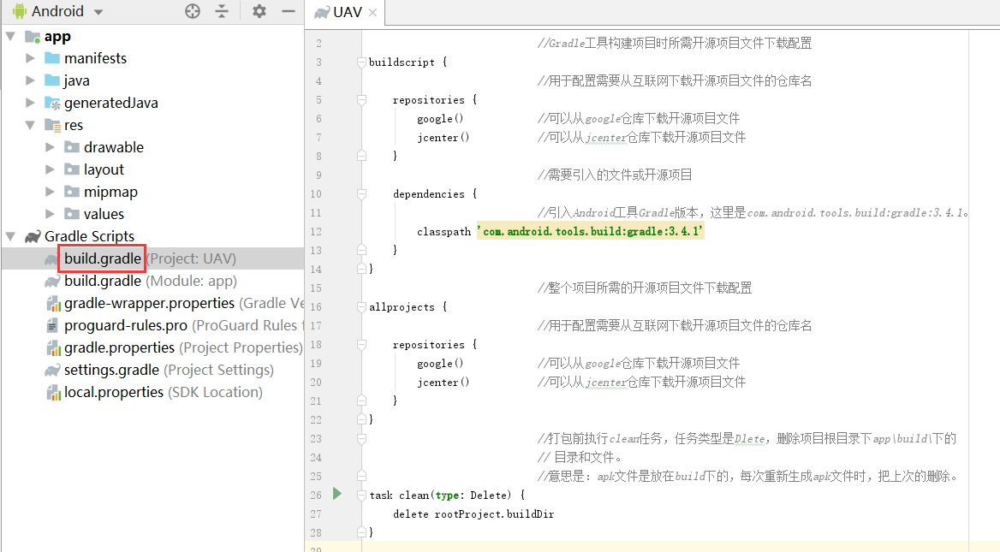 Android
UAV
app
manifests
java
generatedJava
res
drawable
layout
mipmap
values
Gradle Scripts
build.gradle (Project: UAV)
build.gradle (Module: app)
gradle-wrapper.properties (Gradle Ve
proguard-rules.pro (ProGuard Rules f
gradle.properties (Project Properties)
settings.gradle (Project Settings)
local.properties (SDK Location)
2 //Gradle工具构建项目时所需开源项目文件下载配置
3 buildscript {
4 //用于配置需要从互联网下载开源项目文件的仓库名
5 repositories {
6 google() //可以从google仓库下载开源项目文件
7 jcenter() //可以从jcenter仓库下载开源项目文件
8 }
9 //需要引入的文件或开源项目
10 dependencies {
11 //引入Android工具Gradle版本，这里是com.android.tools.build:gradle:3.4.1。
12 classpath 'com.android.tools.build:gradle:3.4.1'
13 }
14 }
15 //整个项目所需的开源项目文件下载配置
16 allprojects {
17 //用于配置需要从互联网下载开源项目文件的仓库名
18 repositories {
19 google() //可以从google仓库下载开源项目文件
20 jcenter() //可以从jcenter仓库下载开源项目文件
21 }
22 }
23 //打包前执行clean任务，任务类型是Dlete，删除项目根目录下app\build\下的
24 // 目录和文件。
25 //意思是：apk文件是放在build下的，每次重新生成apk文件时，把上次的删除。
26 task clean(type: Delete) {
27 delete rootProject.buildDir
28 }
29